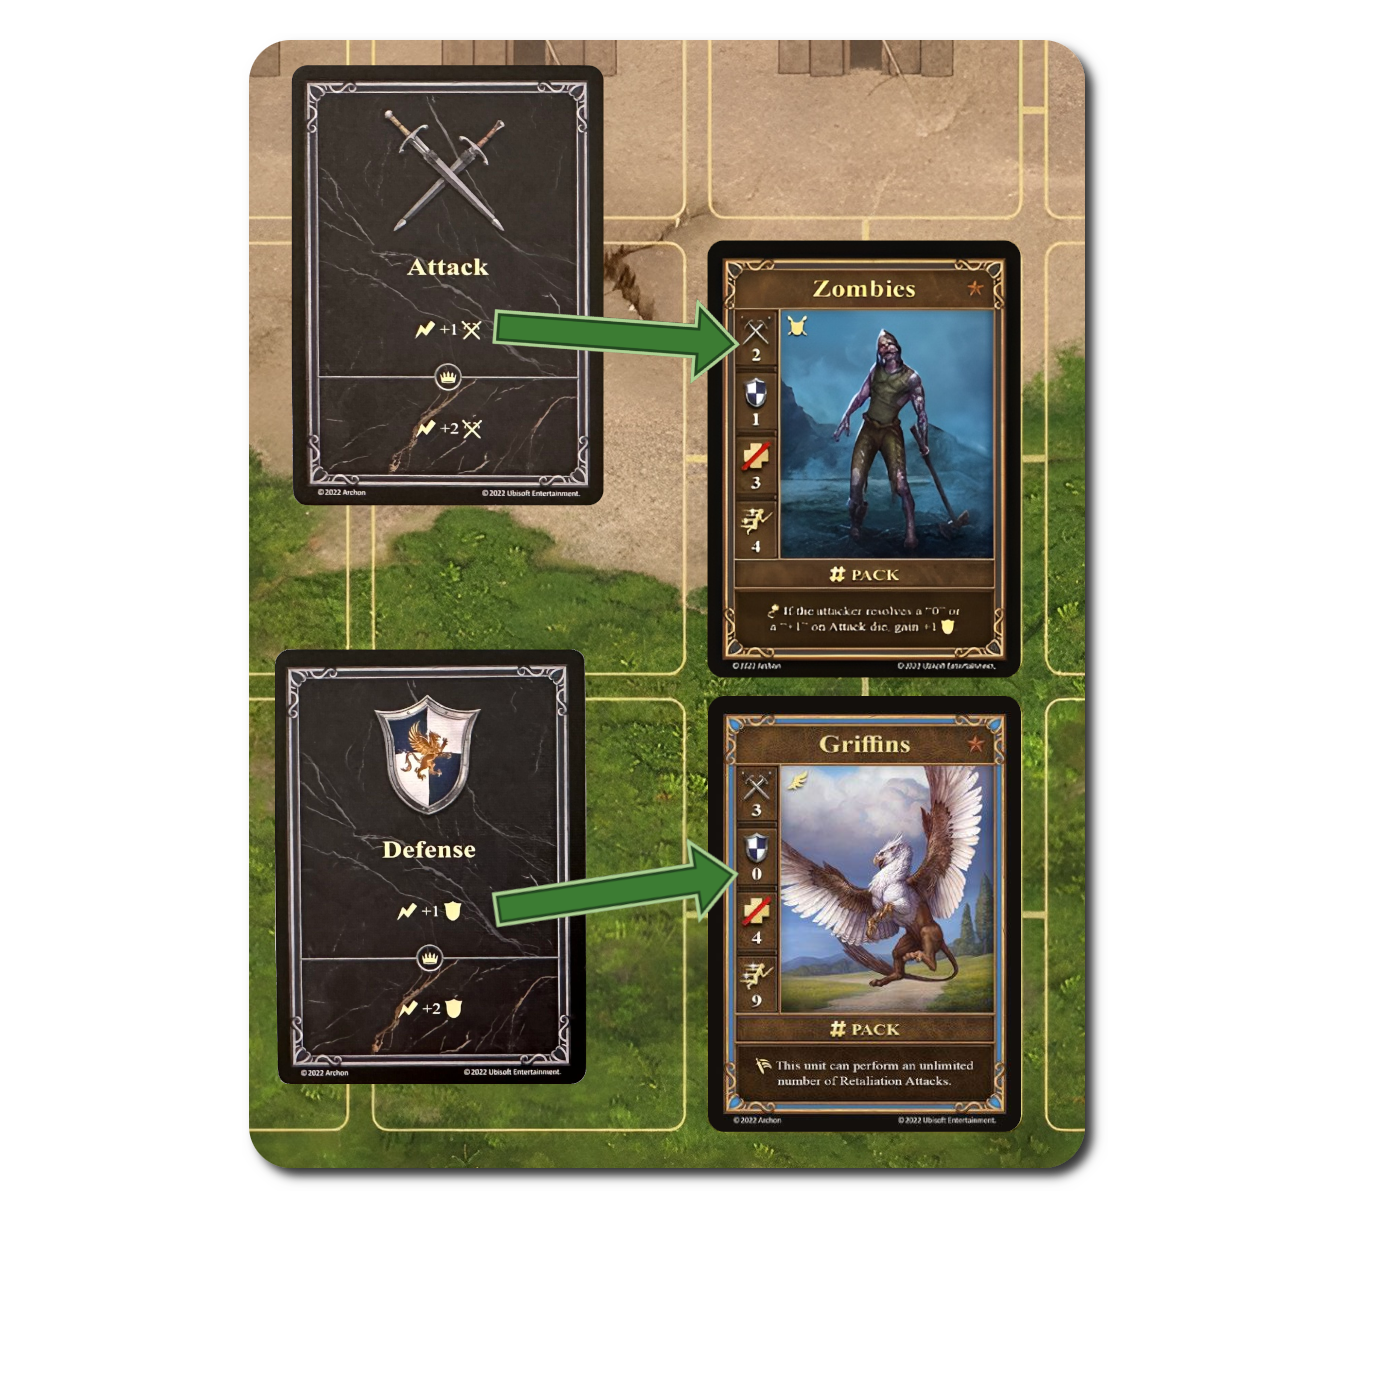 Attack
+1
+2
©2022 Archon
©2022 Ubisoft Entertainment.
Zombies
2
1
3
4
# PACK
If the attacker resolves a "0" or
a "+1" on Attack die, gain +1
Defense
+1
+2
©2022 Archon
©2022 Ubisoft Entertainment.
Griffins
3
0
4
9
# PACK
This unit can perform an unlimited
number of Retaliation Attacks.
©2022 Archon
©2022 Ubisoft Entertainment.